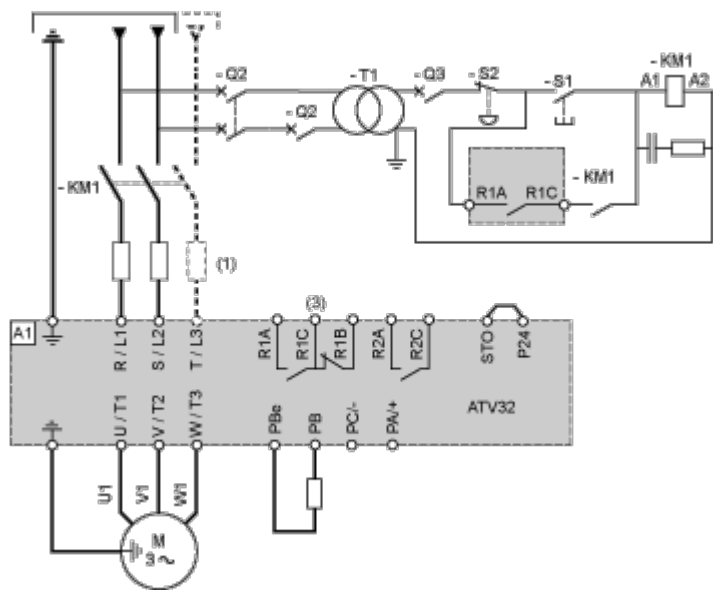 - Q2
- T1
- Q3
- S2
- S1
- KM1
A1 A2
- Q2
- KM1
- KM1
R1A R1C
(1)
(3)
A1
R / L1
S / L2
T / L3
R1A
R1C
R1B
R2A
R2C
STO
P24
ATV32
U / T1
V / T2
W / T3
PBe
PB
PC/-
PA/+
U1
V1
W1
M
3 ~